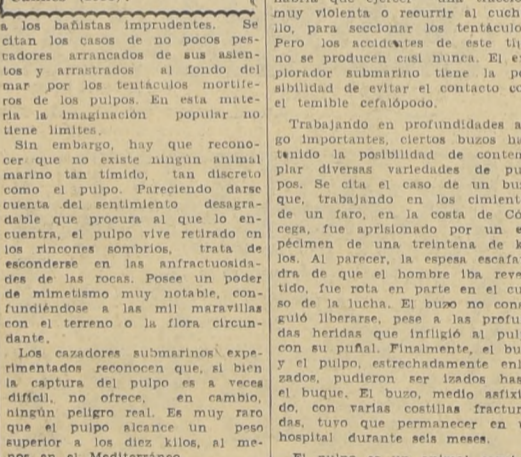 a los bañistas imprudentes. Se
citan los casos de no pocos pes-
cadores arrancados de sus asien-
tos y arrastrados al fondo del
mar por los tentáculos mortífe-
ros de los pulpos. En esta mate-
ria la imaginación popular no
tiene límites.
Sin embargo, hay que recono-
cer que no existe ningún animal
marino tan tímido, tan discreto
como el pulpo. Pareciendo darse
cuenta del sentimiento desagra-
dable que procura al que lo en-
cuentra, el pulpo vive retirado en
los rincones sombríos, trata de
esconderse en las anfractuosida-
des de las rocas. Posee un poder
de mimetismo muy notable, con-
fundiéndose a las mil maravillas
con el terreno o la flora circun-
dante.
Los cazadores submarinos expe-
rimentados reconocen que, si bien
la captura del pulpo es a veces
difícil, no ofrece, en cambio,
ningún peligro real. Es muy raro
que el pulpo alcance un peso
superior a los diez kilos, al me-
nos en el Mediterráneo.
muy violenta o recurrir al cuch
llo, para seccionar los tentáculo
Pero los accidentes de este tip
no se producen casi nunca. El e
plorador submarino tiene la p
sibilidad de evitar el contacto co
el temible cefalópodo.
Trabajando en profundidades a
go importantes, ciertos buzos ha
tenido la posibilidad de contem
plar diversas variedades de pu
pos. Se cita el caso de un bu
que, trabajando en los cimient
de un faro, en la costa de Có
cega, fue aprisionado por un e
pécimen de una treintena de k
los. Al parecer, la espesa escafa
dra de que el hombre iba reve
tido, fue rota en parte en el cu
so de la lucha. El buzo no cons
guió liberarse, pese a las profu
das heridas que infligió al pul
con su puñal. Finalmente, el bu
y el pulpo, estrechamente enl
zados, pudieron ser izados has
el buque. El buzo, medio asfixi
do, con varias costillas fractur
das, tuvo que permanecer en
hospital durante seis meses.